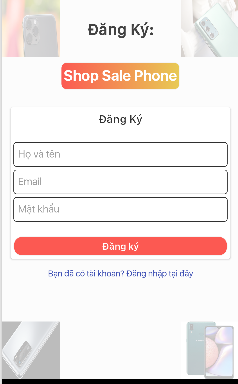 Đăng Ký:
Shop Sale Phone
Đăng Ký
Họ và tên
Email
Mật khẩu
Đăng ký
Bạn đã có tài khoản? Đăng nhập tại đây